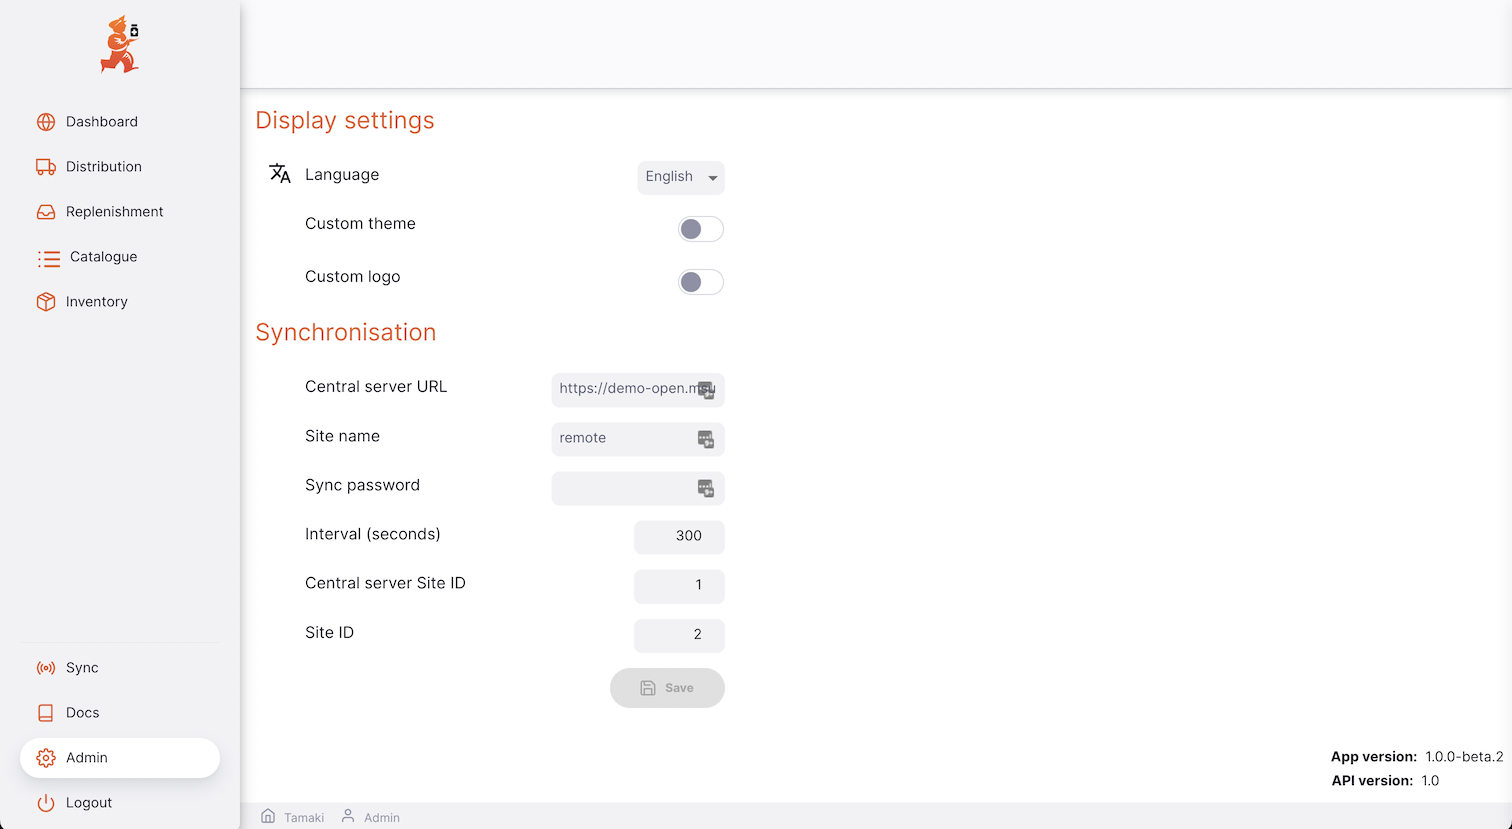 Dashboard
Distribution
Replenishment
Catalogue
Inventory
Sync
Docs
Admin
Logout
Display settings
Language
English
Custom theme
Custom logo
Synchronisation
Central server URL
https://demo-open.msu
Site name
remote
Sync password
Interval (seconds)
300
Central server Site ID
1
Site ID
2
Save
App version: 1.0.0-beta.2
API version: 1.0
Tamaki Admin